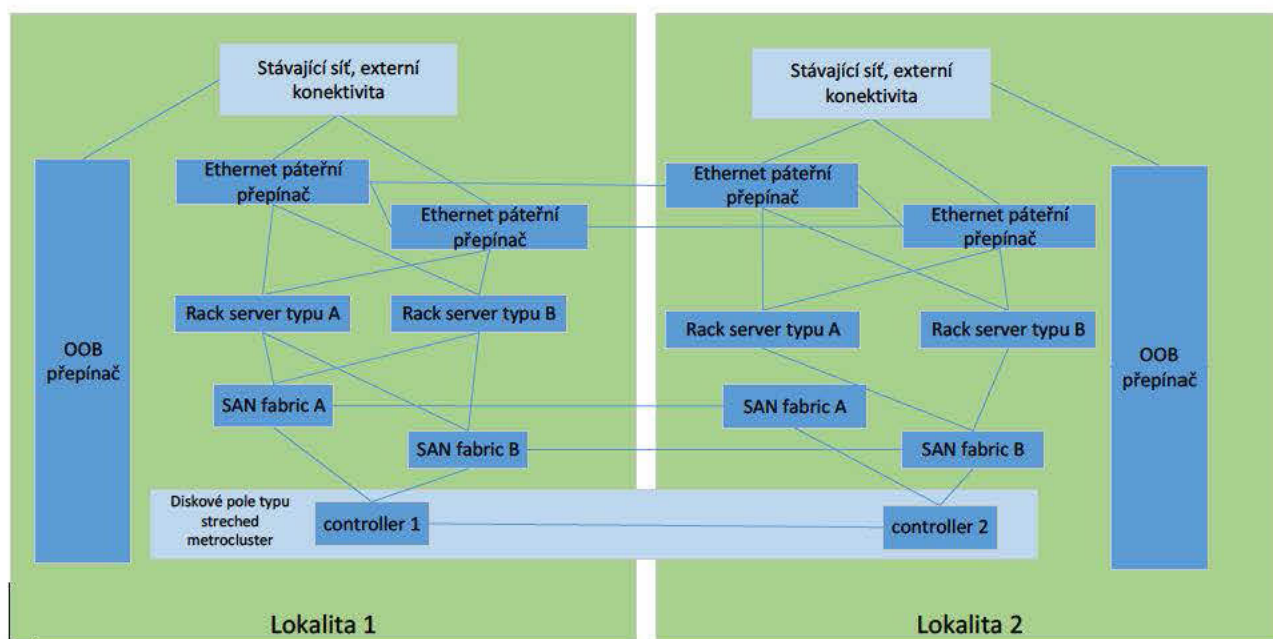 Stávající síť, externí
konektivita
Ethernet páteřní
přepínač
Ethernet páteřní
přepínač
Rack server typu A
Rack server typu B
OOB
přepínač
SAN fabric A
SAN fabric B
Diskové pole typu
streched
metrocluster
controller 1
Lokalita 1
Stávající síť, externí
konektivita
Ethernet páteřní
přepínač
Ethernet páteřní
přepínač
Rack server typu A
Rack server typu B
OOB
přepínač
SAN fabric A
SAN fabric B
controller 2
Lokalita 2